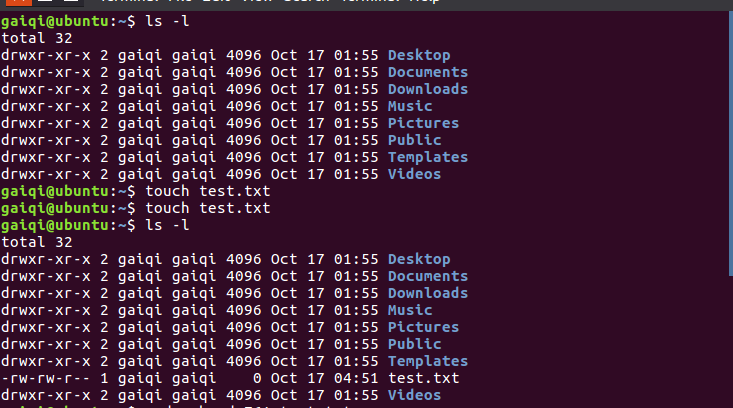 gaiqi@ubuntu:~$ ls -l
total 32
drwxr-xr-x 2 gaiqi gaiqi 4096 Oct 17 01:55 Desktop
drwxr-xr-x 2 gaiqi gaiqi 4096 Oct 17 01:55 Documents
drwxr-xr-x 2 gaiqi gaiqi 4096 Oct 17 01:55 Downloads
drwxr-xr-x 2 gaiqi gaiqi 4096 Oct 17 01:55 Music
drwxr-xr-x 2 gaiqi gaiqi 4096 Oct 17 01:55 Pictures
drwxr-xr-x 2 gaiqi gaiqi 4096 Oct 17 01:55 Public
drwxr-xr-x 2 gaiqi gaiqi 4096 Oct 17 01:55 Templates
drwxr-xr-x 2 gaiqi gaiqi 4096 Oct 17 01:55 Videos
gaiqi@ubuntu:~$ touch test.txt
gaiqi@ubuntu:~$ touch test.txt
gaiqi@ubuntu:~$ ls -l
total 32
drwxr-xr-x 2 gaiqi gaiqi 4096 Oct 17 01:55 Desktop
drwxr-xr-x 2 gaiqi gaiqi 4096 Oct 17 01:55 Documents
drwxr-xr-x 2 gaiqi gaiqi 4096 Oct 17 01:55 Downloads
drwxr-xr-x 2 gaiqi gaiqi 4096 Oct 17 01:55 Music
drwxr-xr-x 2 gaiqi gaiqi 4096 Oct 17 01:55 Pictures
drwxr-xr-x 2 gaiqi gaiqi 4096 Oct 17 01:55 Public
drwxr-xr-x 2 gaiqi gaiqi 4096 Oct 17 01:55 Templates
-rw-rw-r-- 1 gaiqi gaiqi    0 Oct 17 04:51 test.txt
drwxr-xr-x 2 gaiqi gaiqi 4096 Oct 17 01:55 Videos